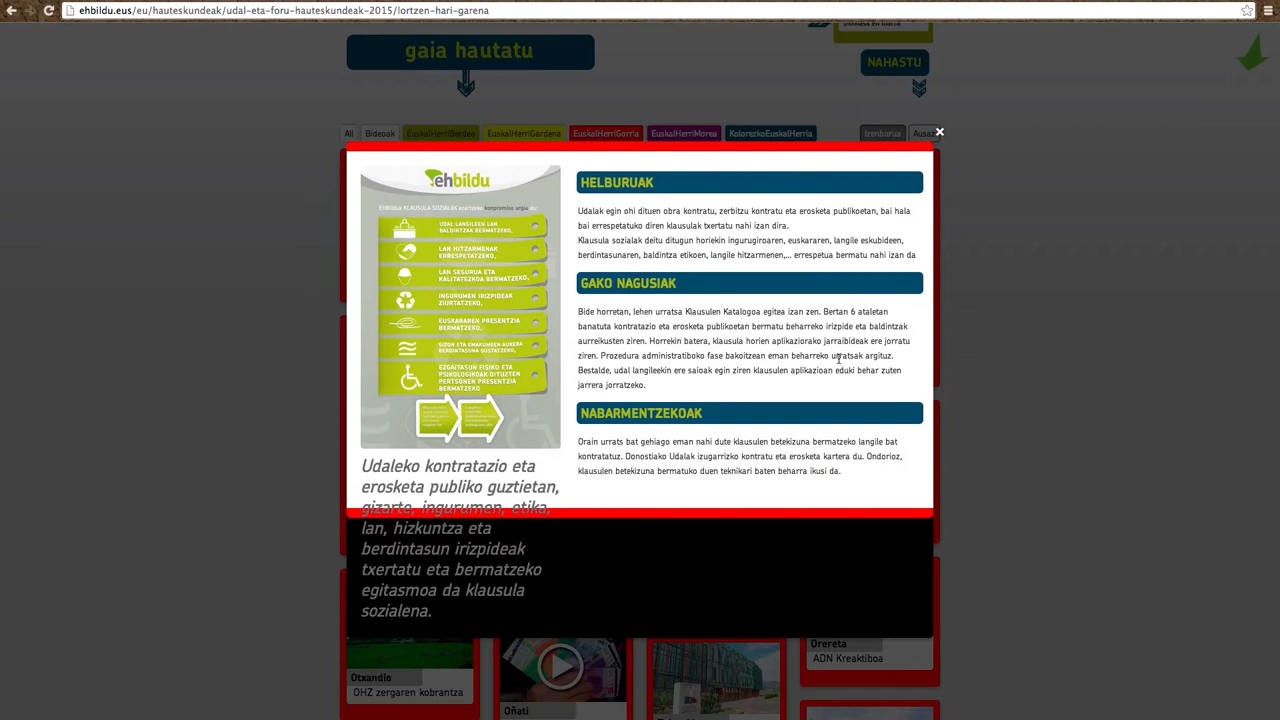 ehbildu.eus/eu/hauteskundeak/udal-eta-foru-hauteskundeak-2015/lortzen-hari-garena
gaia hautatu
NAHASTU
All Bideoak EuskalHerriBerdea EuskalHerriGardena EuskalHerriGorria EuskalHerriMorea KolorezkoEuskalHerria Izenburua Ausaz
ehbildu
EHBilduk KLAUSULA SOZIALAK ezartzeko konpromiso argia du:
UDAL LANGILEEN LAN
BALDINTZAK BERMATZEKO,
LAN HITZARMENAK
ERRESPETATZEKO,
LAN SEGURUA ETA
KALITATEZKOA BERMATZEKO,
INGURUMEN IRIZPIDEAK
ZIURTATZEKO,
EUSKARAREN PRESENTZIA
BERMATZEKO,
GIZON ETA EMAKUMEEN AUKERA
BERDINTASUNA SUSTATZEKO,
EZGAITASUN FISIKO ETA
PSIKOLOGIKOAK DITUZTEN
PERTSONEN PRESENTZIA
BERMATZEKO
Udaleko kontratazio eta
erosketa publiko guztietan,
gizarte, ingurumen, etika,
lan, hizkuntza eta
berdintasun irizpideak
txertatu eta bermatzeko
egitasmoa da klausula
sozialena.
HELBURUAK
Udalak egin ohi dituen obra kontratu, zerbitzu kontratu eta erosketa publikoetan, bai hala
bai errespetatuko diren klausulak txertatu nahi izan dira.
Klausula sozialak deitu ditugun horiekin ingurugiroaren, euskararen, langile eskubideen,
berdintasunaren, baldintza etikoen, langile hitzarmenen,... errespetua bermatu nahi izan da
GAKO NAGUSIAK
Bide horretan, lehen urratsa Klausulen Katalogoa egitea izan zen. Bertan 6 ataletan
banatuta kontratazio eta erosketa publikoetan bermatu beharreko irizpide eta baldintzak
aurreikusten ziren. Horrekin batera, klausula horien aplikaziorako jarraibideak ere jorratu
ziren. Prozedura administratiboko fase bakoitzean eman beharreko urratsak argituz.
Bestalde, udal langileekin ere saioak egin ziren klausulen aplikazioan eduki behar zuten
jarrera jorratzeko.
NABARMENTZEKOAK
Orain urrats bat gehiago eman nahi dute klausulen betekizuna bermatzeko langile bat
kontratatuz. Donostiako Udalak izugarrizko kontratu eta erosketa kartera du. Ondorioz,
klausulen betekizuna bermatuko duen teknikari baten beharra ikusi da.
Otxandio
OHZ zergaren kobrantza
Oñati
Orereta
ADN Kreaktiboa